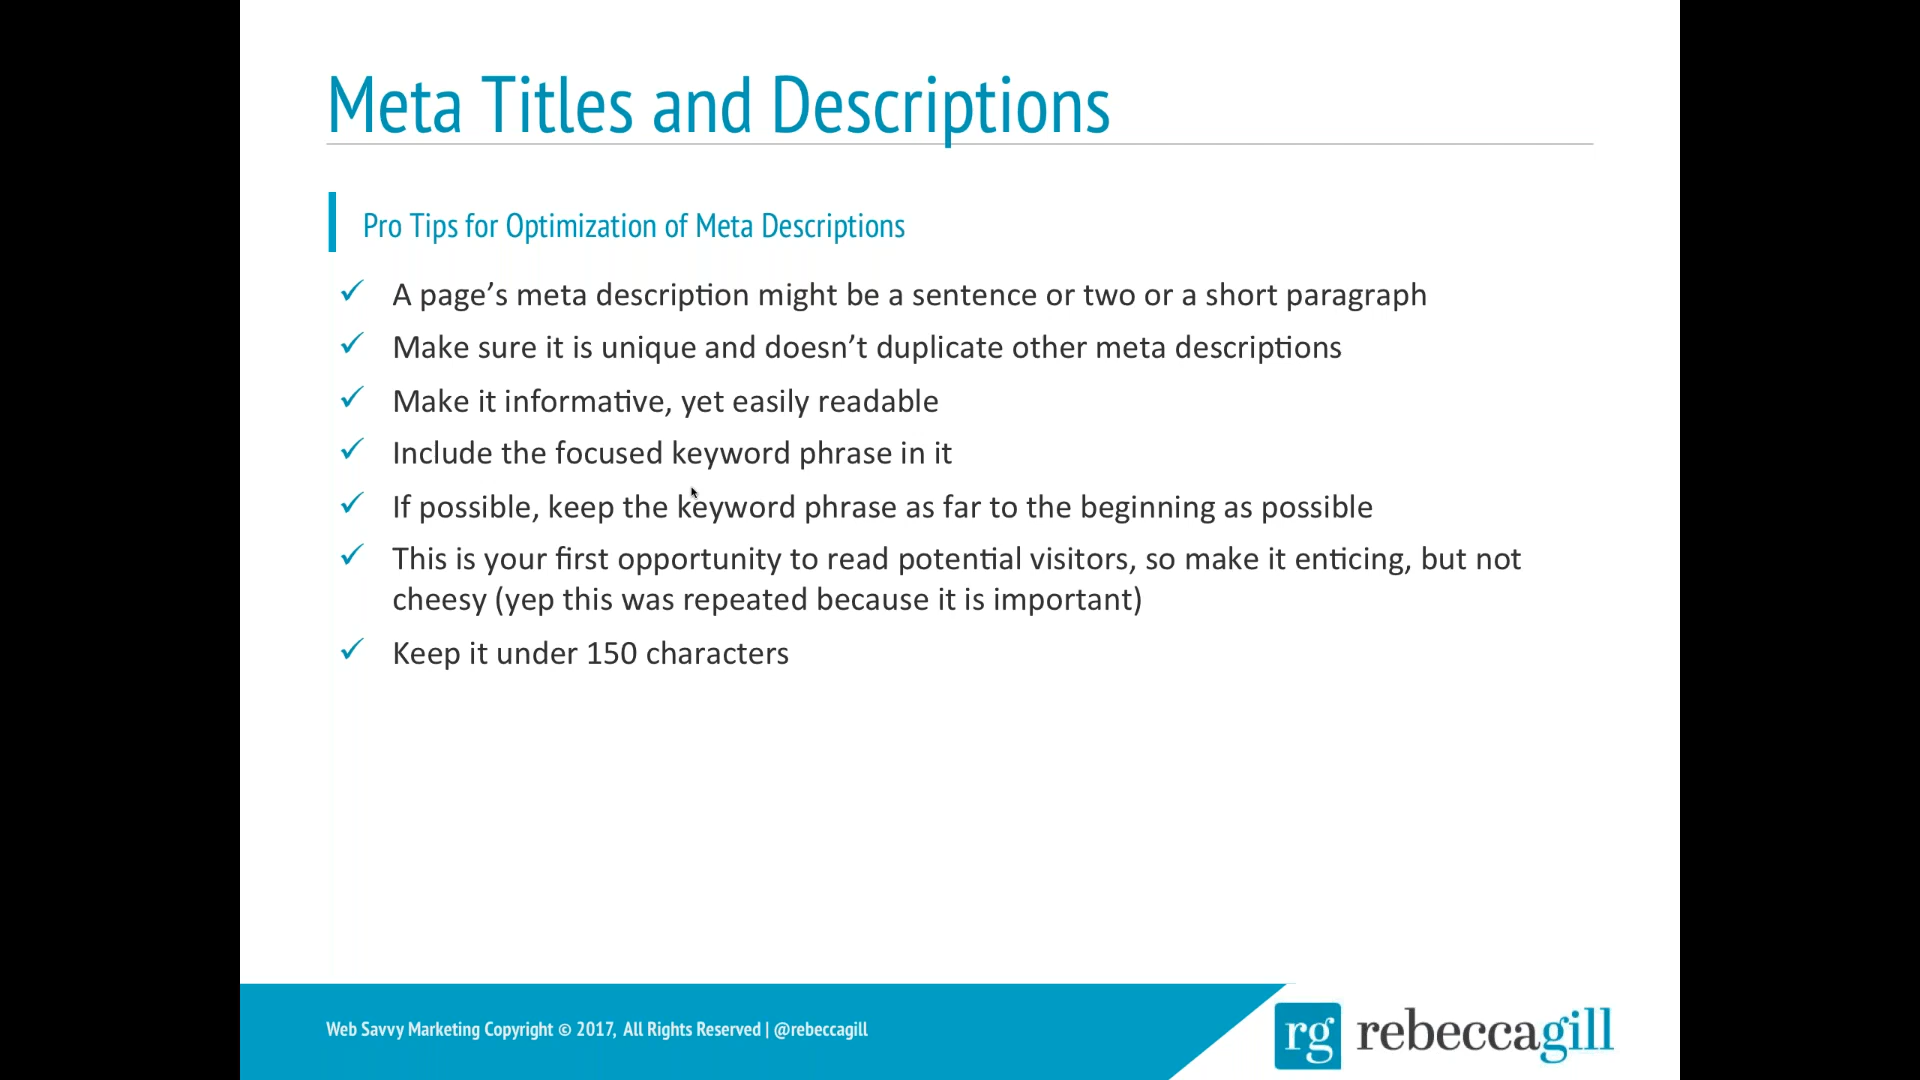 Meta Titles and Descriptions
Pro Tips for Optimization of Meta Descriptions
A page’s meta description might be a sentence or two or a short paragraph
Make sure it is unique and doesn’t duplicate other meta descriptions
Make it informative, yet easily readable
Include the focused keyword phrase in it
If possible, keep the keyword phrase as far to the beginning as possible
This is your first opportunity to read potential visitors, so make it enticing, but not
cheesy (yep this was repeated because it is important)
Keep it under 150 characters
Web Savvy Marketing Copyright © 2017, All Rights Reserved | @rebeccagill
rg rebeccagill